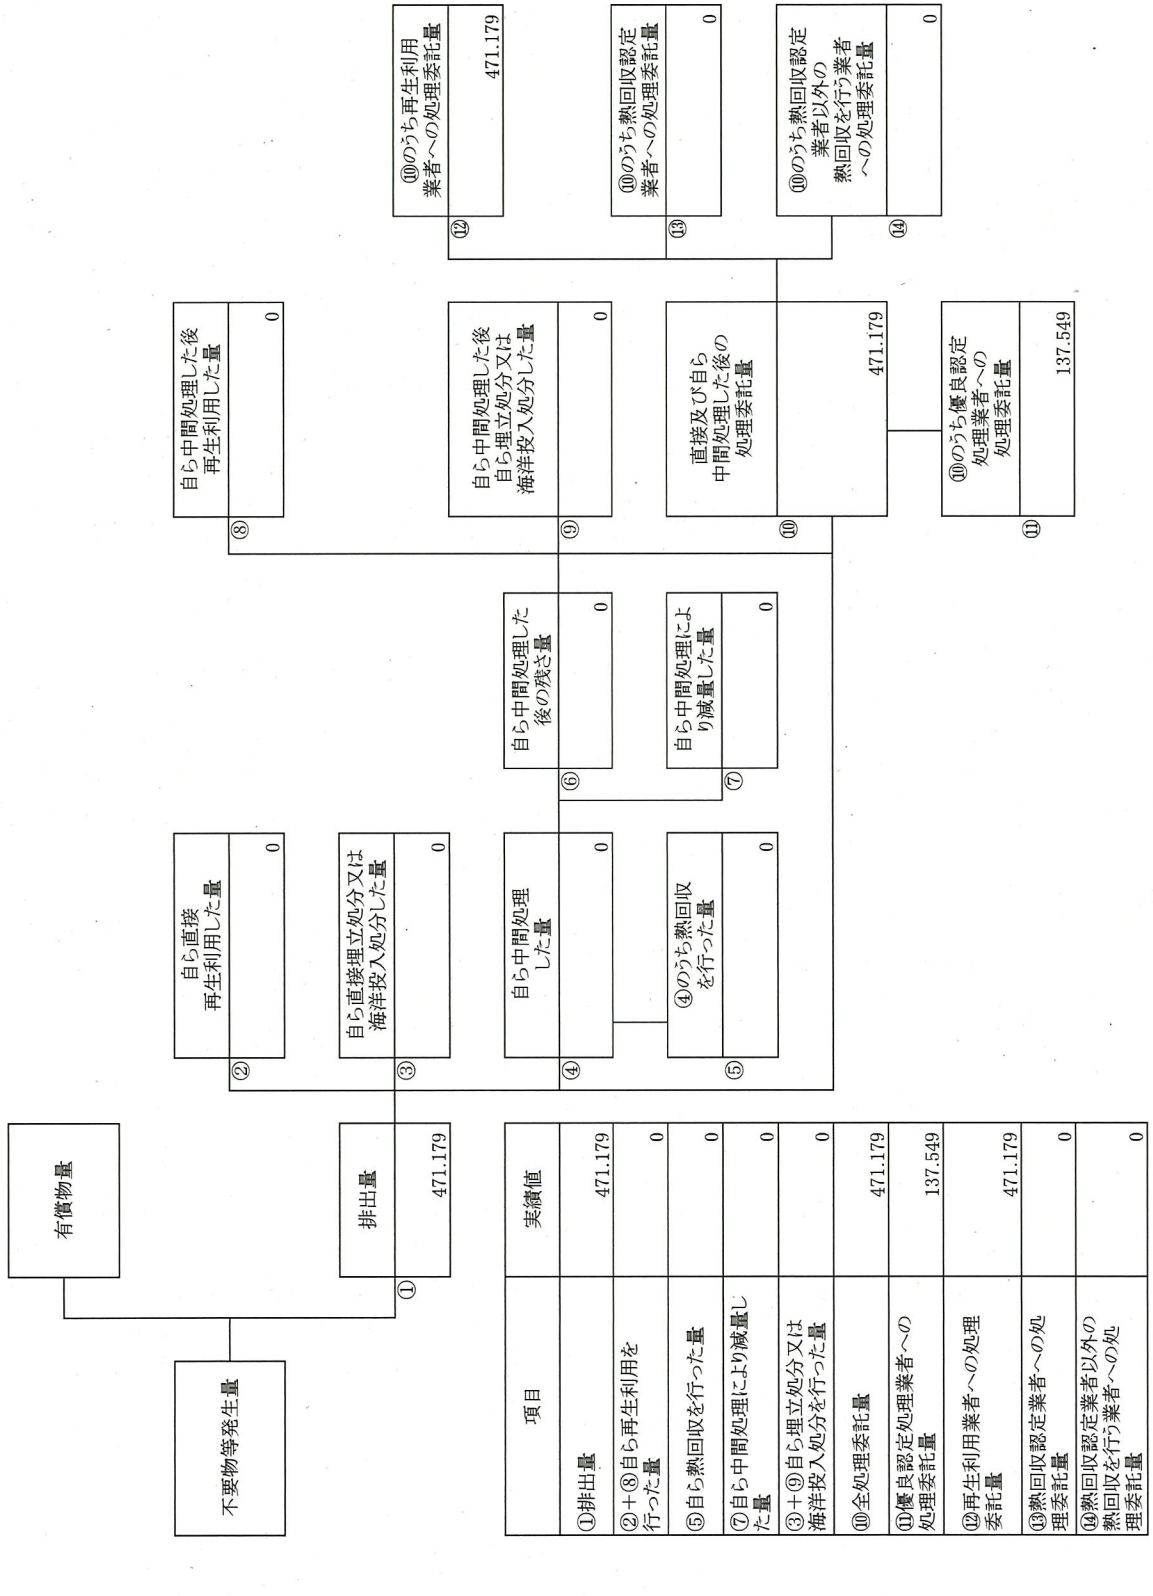 不要物等発生量
有償物量
排出量
①
471.179
自ら直接
再生利用した量
②
0
自ら直接埋立処分又は
海洋投入処分した量
③
0
自ら中間処理
した量
④
0
④のうち熱回収
を行った量
⑤
0
自ら中間処理した
後の残さ量
⑥
0
自ら中間処理によ
り減量した量
⑦
0
自ら中間処理した後
再生利用した量
⑧
0
自ら中間処理した後
自ら埋立処分又は
海洋投入処分した量
⑨
0
直接及び自ら
中間処理した後の
処理委託量
⑩
471.179
⑩のうち優良認定
処理業者への
処理委託量
⑪
137.549
⑩のうち再生利用
業者への処理委託量
⑫
471.179
⑩のうち熱回収認定
業者への処理委託量
⑬
0
⑩のうち熱回収認定
業者以外の
熱回収を行う業者
への処理委託量
⑭
0
項目 実績値
①排出量 471.179
②+⑧自ら再生利用を
行った量 0
⑤自ら熱回収を行った量 0
⑦自ら中間処理により減量し
た量 0
③+⑨自ら埋立処分又は
海洋投入処分を行った量 0
⑩全処理委託量 471.179
⑪優良認定処理業者への
処理委託量 137.549
⑫再生利用業者への処理
委託量 471.179
⑬熱回収認定業者への処
理委託量 0
⑭熱回収認定業者以外の
熱回収を行う業者への処
理委託量 0